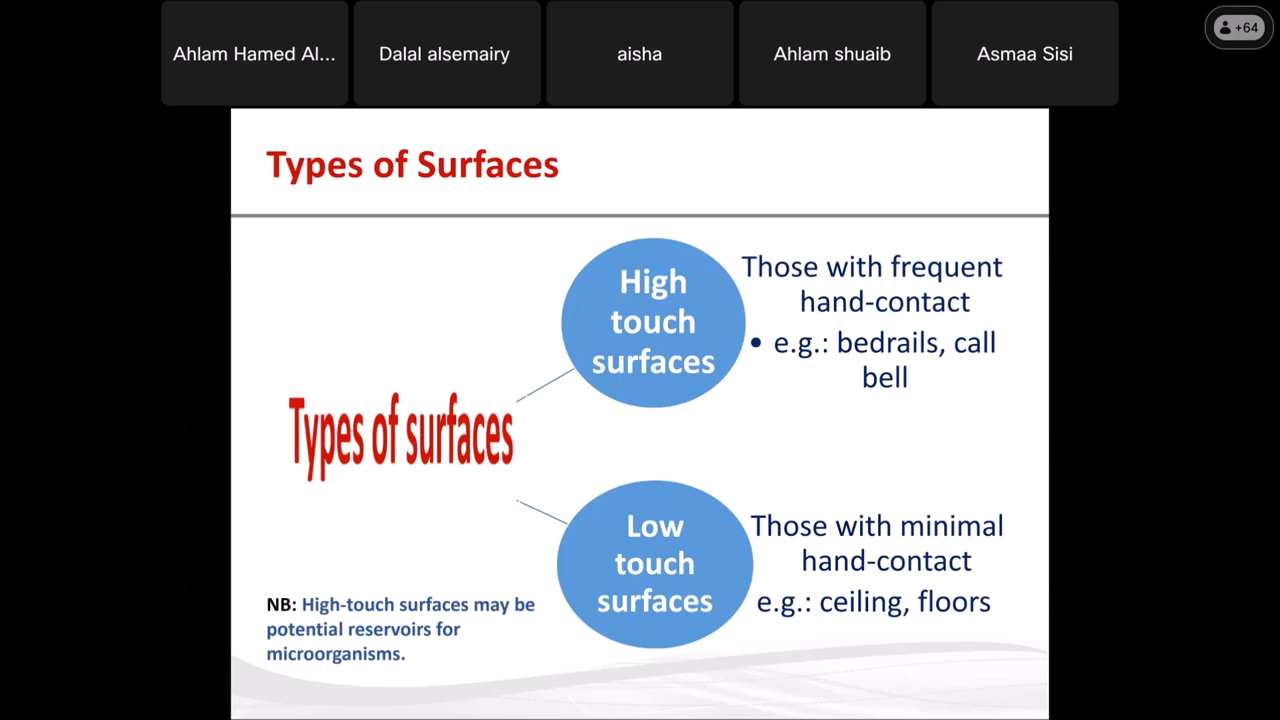 Ahlam Hamed Al...
Dalal alsemairy
aisha
Ahlam shuaib
Asmaa Sisi
+64
Types of Surfaces
High
touch
surfaces
Those with frequent
hand-contact
• e.g.: bedrails, call
bell
Types of surfaces
Low
touch
surfaces
Those with minimal
hand-contact
e.g.: ceiling, floors
NB: High-touch surfaces may be
potential reservoirs for
microorganisms.